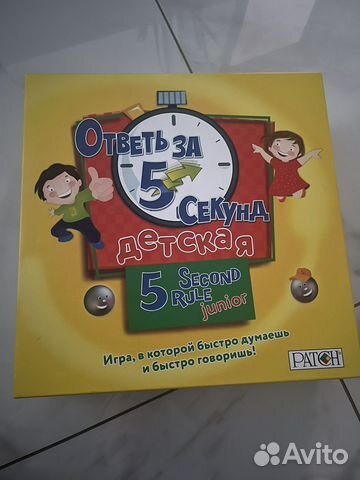 Ответь за
5
секунд
детская
5 Second
Rule
junior
Игра, в которой быстро думаешь
и быстро говоришь!
PATCH
Avito